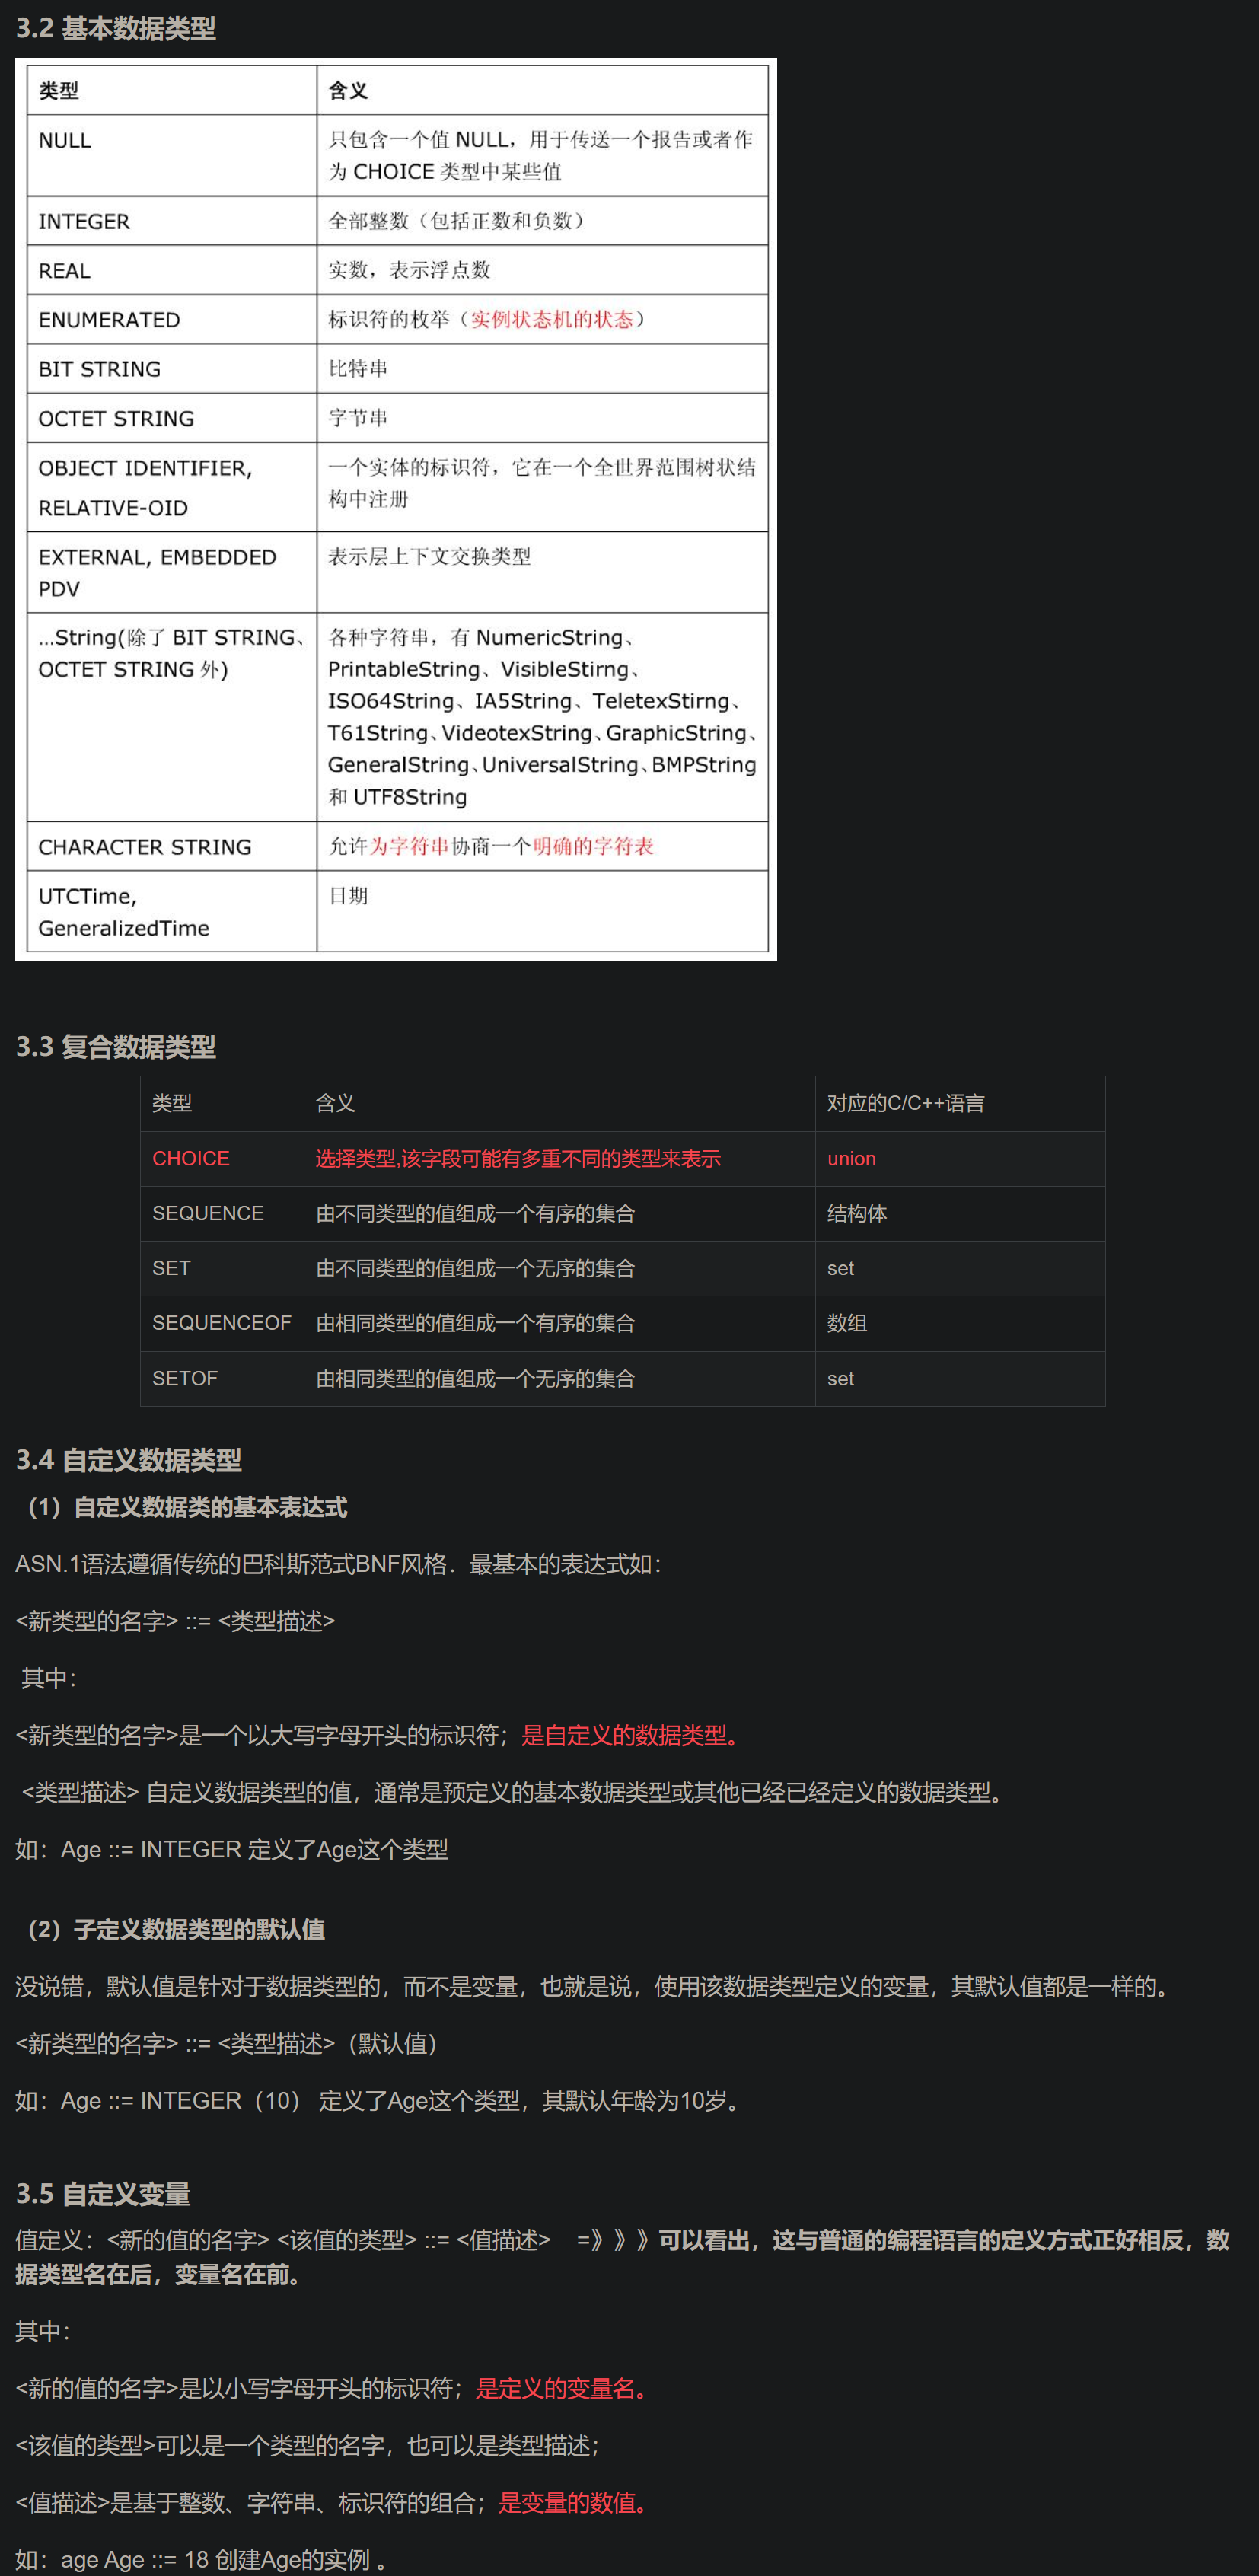 3.2 基本数据类型
类型 含义
NULL 只包含一个值 NULL，用于传送一个报告或者作
为 CHOICE 类型中某些值
INTEGER 全部整数（包括正数和负数）
REAL 实数，表示浮点数
ENUMERATED 标识符的枚举（实例状态机的状态）
BIT STRING 比特串
OCTET STRING 字节串
OBJECT IDENTIFIER, 一个实体的标识符，它在一个全世界范围树状结
RELATIVE-OID 构中注册
EXTERNAL, EMBEDDED 表示层上下文交换类型
PDV
...String(除了 BIT STRING、 各种字符串，有 NumericString、
OCTET STRING 外) PrintableString、VisibleStirng、
ISO64String、IA5String、TeletexStirng、
T61String、VideotexString、GraphicString、
GeneralString、UniversalString、BMPString
和 UTF8String
CHARACTER STRING 允许为字符串协商一个明确的字符表
UTCTime, 日期
GeneralizedTime
3.3 复合数据类型
类型 含义 对应的C/C++语言
CHOICE 选择类型,该字段可能有多重不同的类型来表示 union
SEQUENCE 由不同类型的值组成一个有序的集合 结构体
SET 由不同类型的值组成一个无序的集合 set
SEQUENCEOF 由相同类型的值组成一个有序的集合 数组
SETOF 由相同类型的值组成一个无序的集合 set
3.4 自定义数据类型
（1）自定义数据类的基本表达式
ASN.1语法遵循传统的巴科斯范式BNF风格．最基本的表达式如：
<新类型的名字> ::= <类型描述>
其中：
<新类型的名字>是一个以大写字母开头的标识符；是自定义的数据类型。
<类型描述> 自定义数据类型的值，通常是预定义的基本数据类型或其他已经已经定义的数据类型。
如：Age ::= INTEGER 定义了Age这个类型
（2）子定义数据类型的默认值
没说错，默认值是针对于数据类型的，而不是变量，也就是说，使用该数据类型定义的变量，其默认值都是一样的。
<新类型的名字> ::= <类型描述>（默认值）
如：Age ::= INTEGER（10） 定义了Age这个类型，其默认年龄为10岁。
3.5 自定义变量
值定义：<新的值的名字> <该值的类型> ::= <值描述> =》》》可以看出，这与普通的编程语言的定义方式正好相反，数
据类型名在后，变量名在前。
其中：
<新的值的名字>是以小写字母开头的标识符；是定义的变量名。
<该值的类型>可以是一个类型的名字，也可以是类型描述；
<值描述>是基于整数、字符串、标识符的组合；是变量的数值。
如：age Age ::= 18 创建Age的实例 。